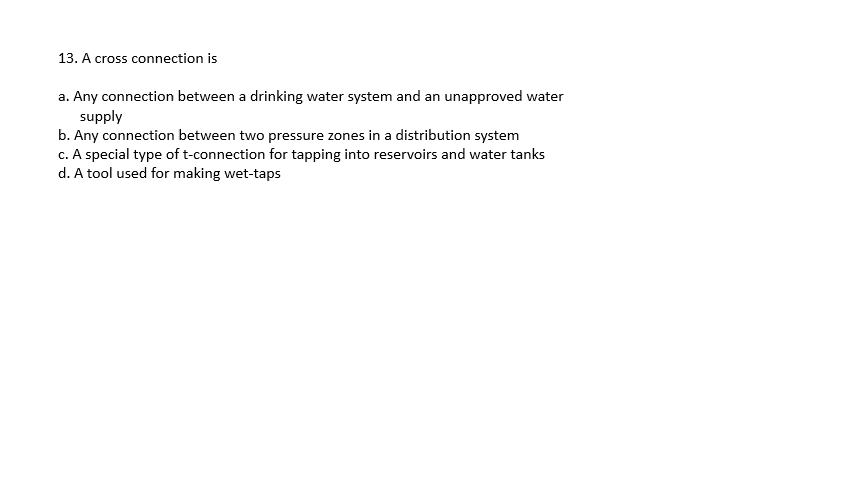 13. A cross connection is
a. Any connection between a drinking water system and an unapproved water
supply
b. Any connection between two pressure zones in a distribution system
c. A special type of t-connection for tapping into reservoirs and water tanks
d. A tool used for making wet-taps